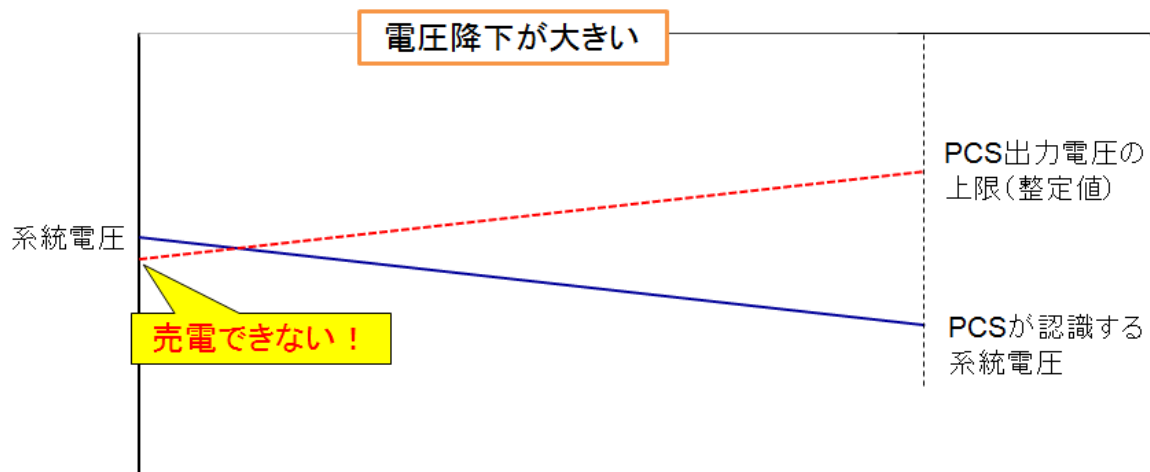 電圧降下が大きい
PCS出力電圧の
上限(整定値)
系統電圧
売電できない！
PCSが認識する
系統電圧